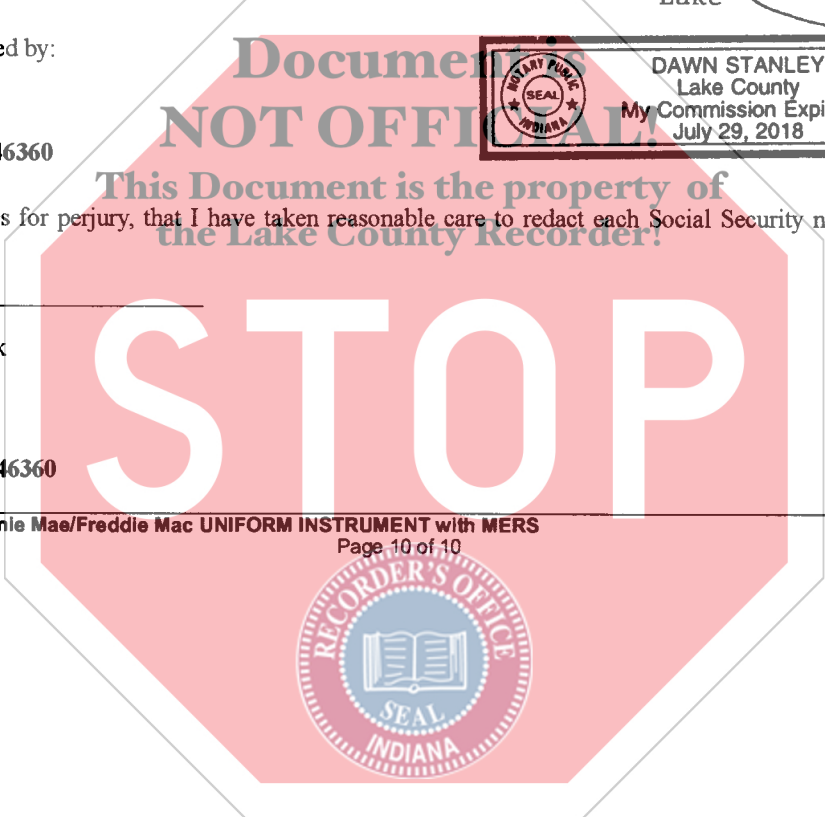 Lake
ed by:
Document is
NOT OFFICIAL!
This Document is the property of
the Lake County Recorder!
NOTARY PUBLIC
SEAL
INDIANA
DAWN STANLEY
Lake County
My Commission Expi
July 29, 2018
46360
s for perjury, that I have taken reasonable care to redact each Social Security n
STOP
k
46360
nie Mae/Freddie Mac UNIFORM INSTRUMENT with MERS
Page 10 of 10
RECORDER'S OFFICE
SEAL
INDIANA